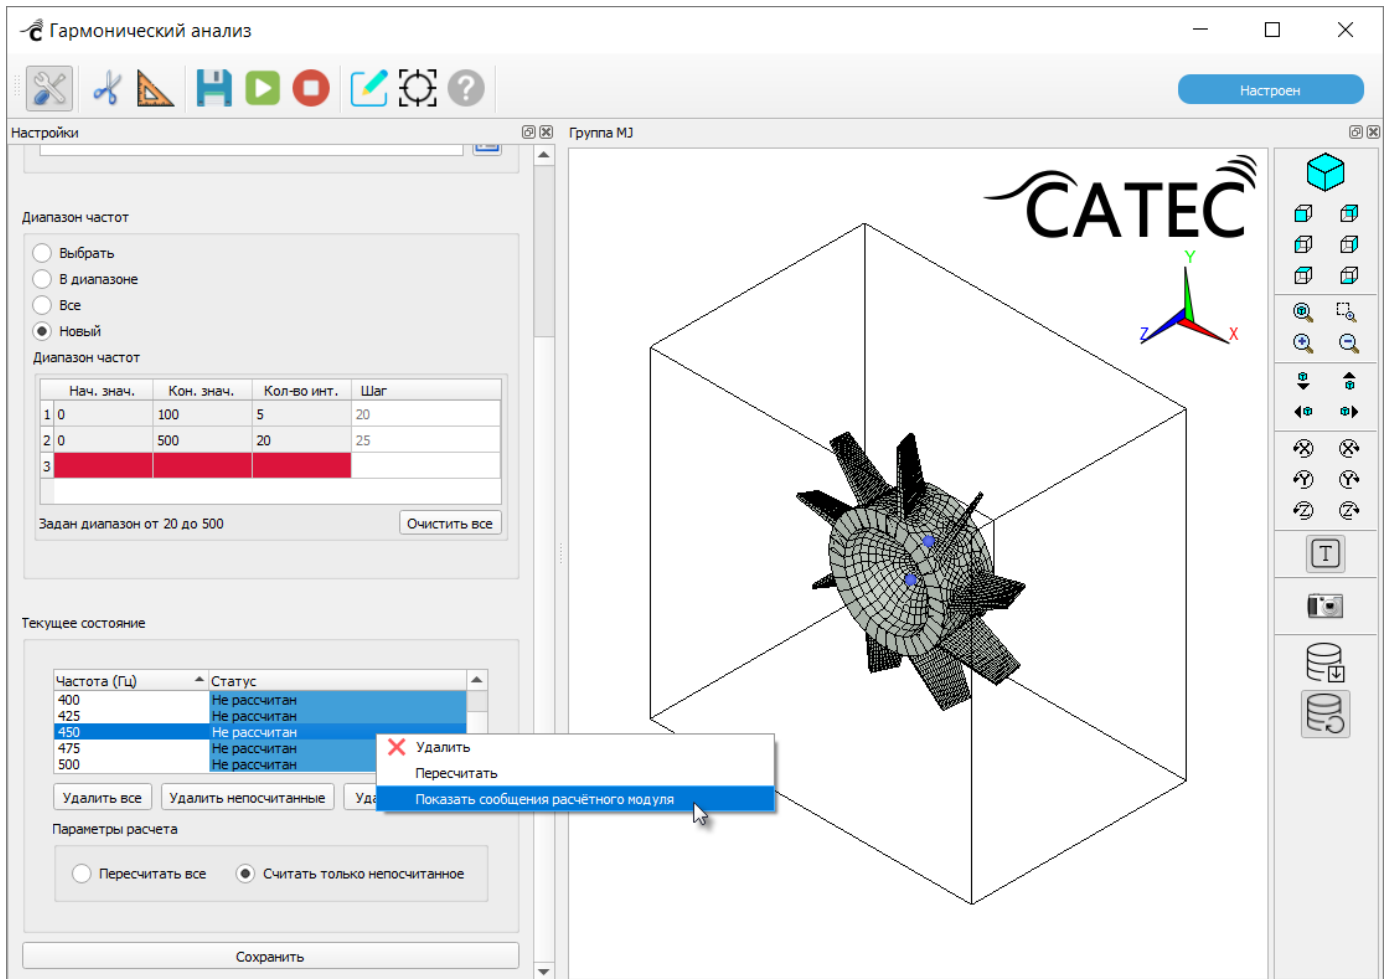 Гармонический анализ
Настроен
Настройки
Группа MJ
Диапазон частот
Выбрать
В диапазоне
Все
Новый
Диапазон частот
Нач. знач. Кон. знач. Кол-во инт. Шаг
1 0 100 5 20
2 0 500 20 25
3
Задан диапазон от 20 до 500 Очистить все
Текущее состояние
Частота (Гц) Статус
400 Не рассчитан
425 Не рассчитан
450 Не рассчитан
475 Не рассчитан
500 Не рассчитан
Удалить
Пересчитать
Показать сообщения расчётного модуля
Удалить все Удалить непосчитанные
Параметры расчета
Пересчитать все Считать только непосчитанное
Сохранить
CATEC
Y
Z X
X X
Y Y
Z Z
T